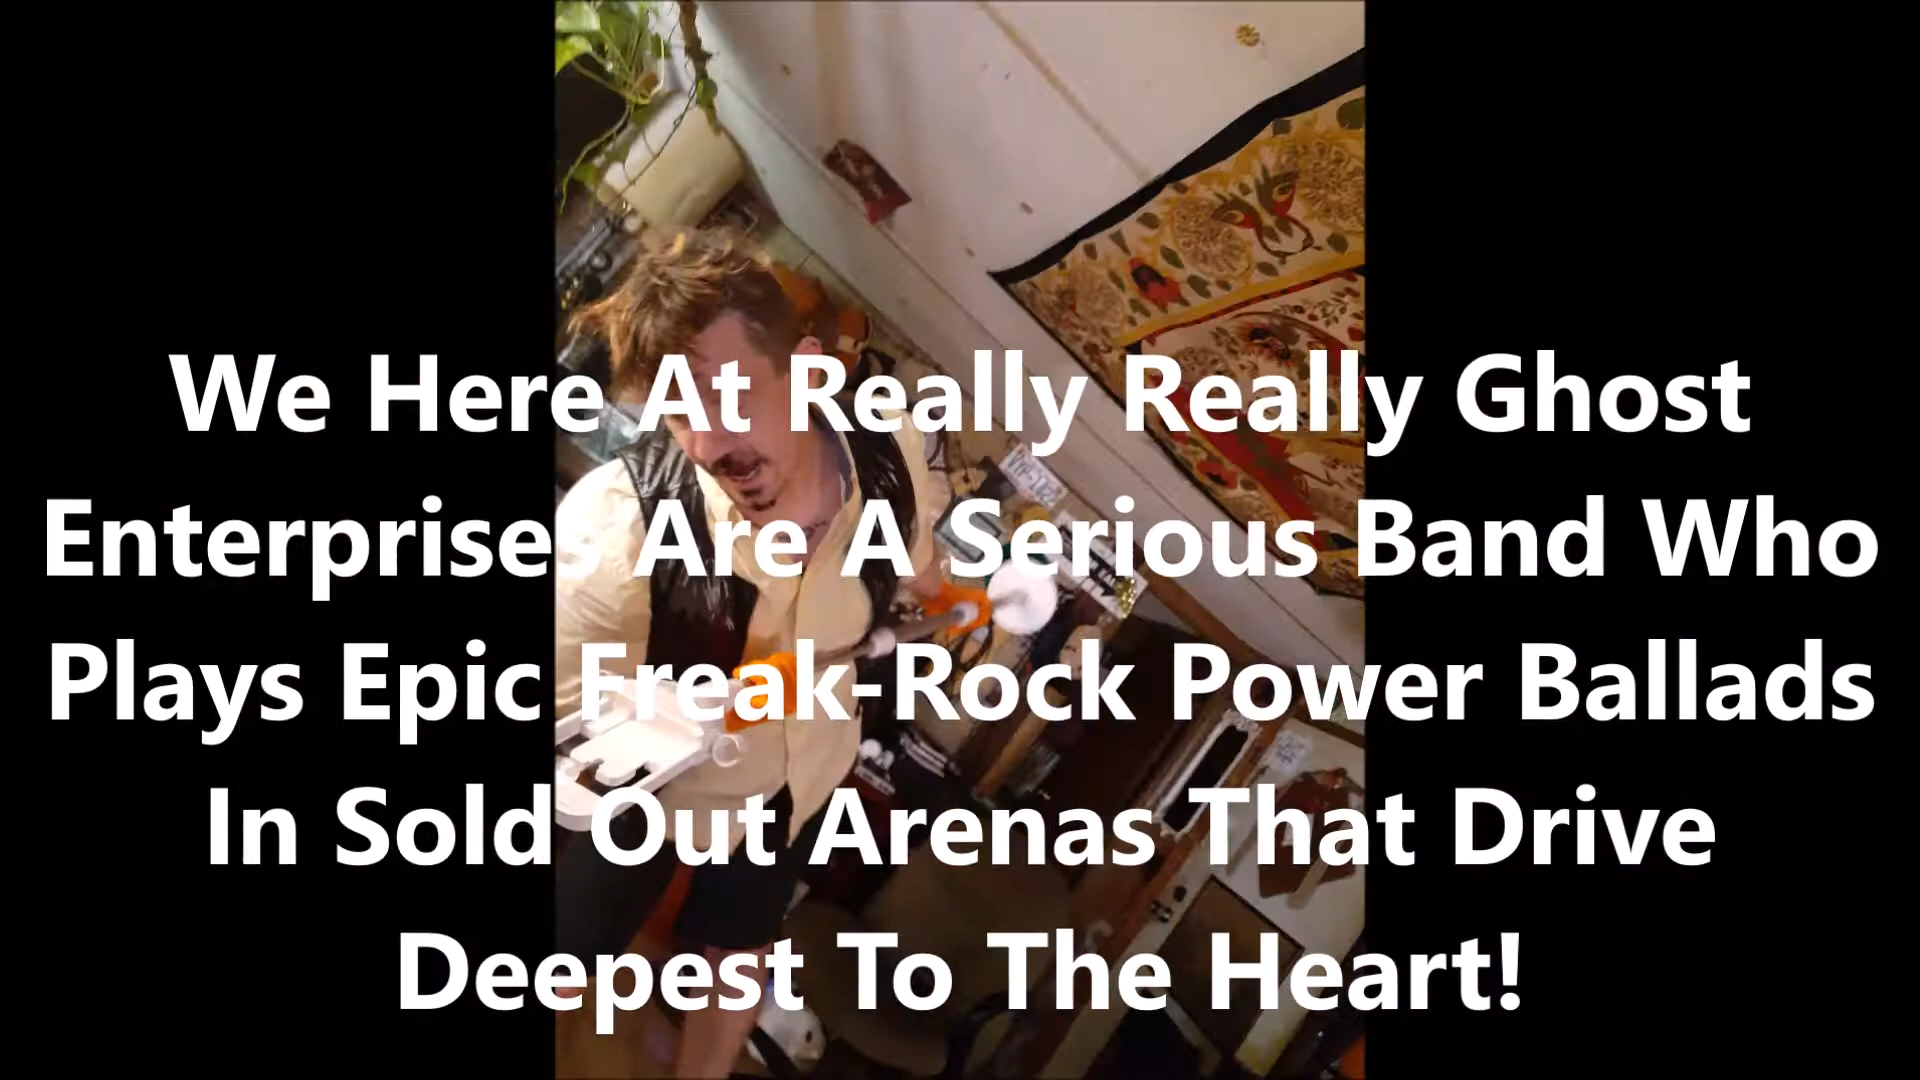 We Here At Really Really Ghost
Enterprises Are A Serious Band Who
Plays Epic Freak-Rock Power Ballads
In Sold Out Arenas That Drive
Deepest To The Heart!